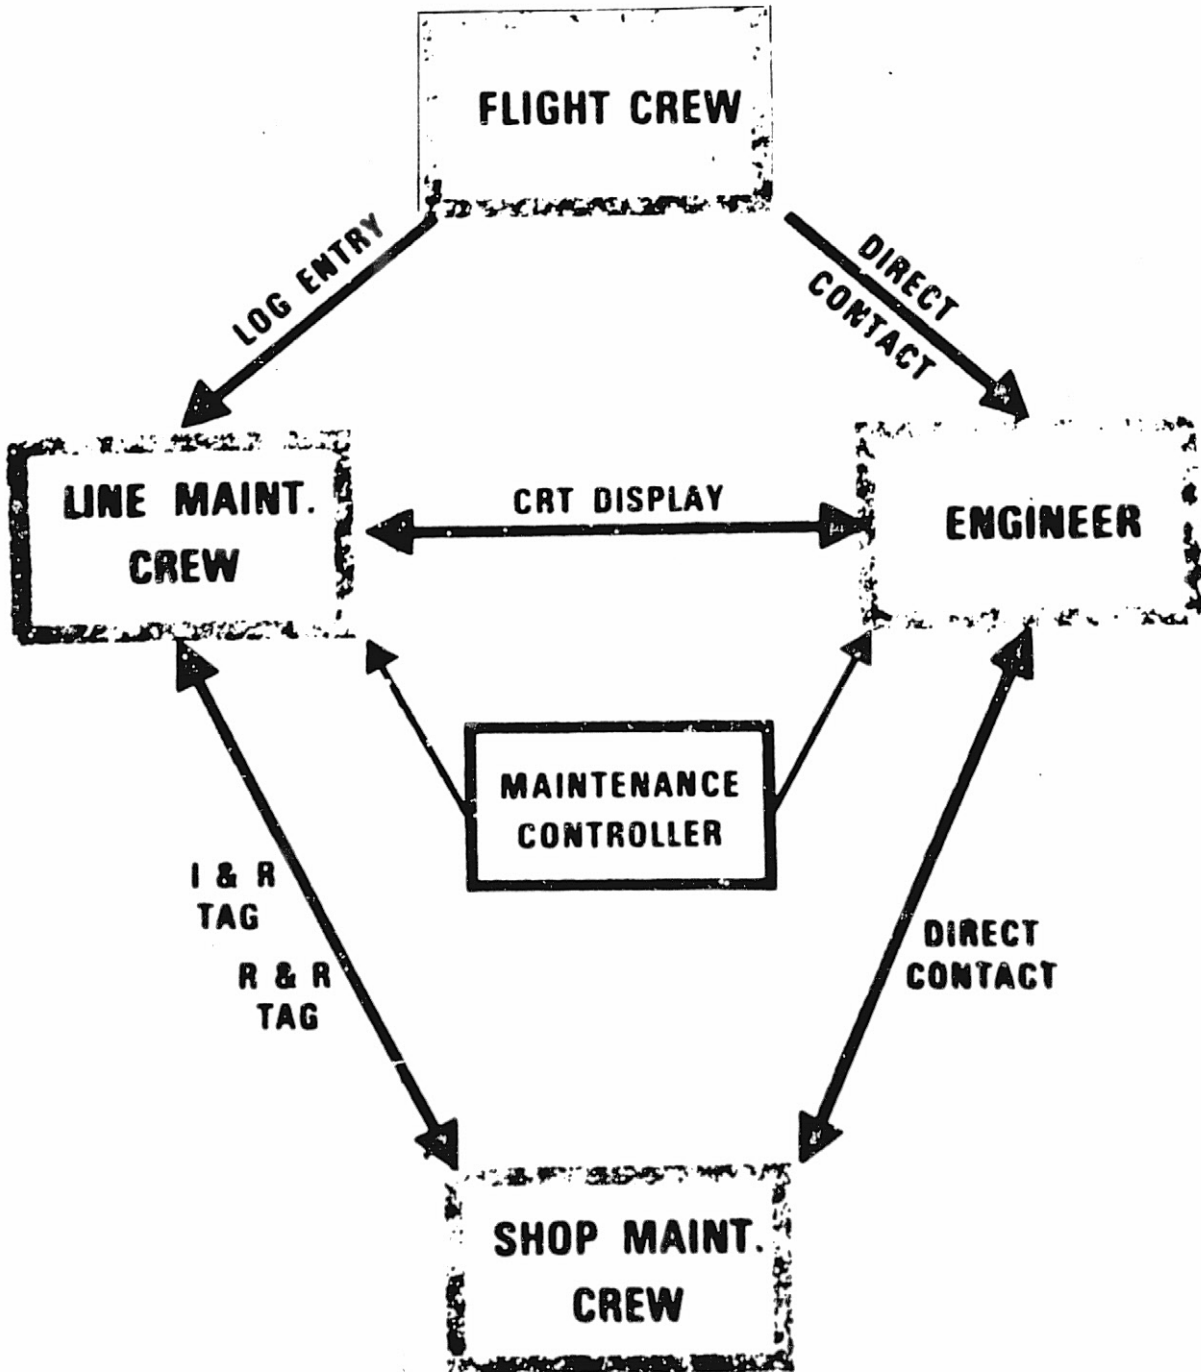 FLIGHT CREW
LOG ENTRY
DIRECT
CONTACT
LINE MAINT.
CREW
CRT DISPLAY
ENGINEER
MAINTENANCE
CONTROLLER
I & R
TAG
R & R
TAG
DIRECT
CONTACT
SHOP MAINT.
CREW